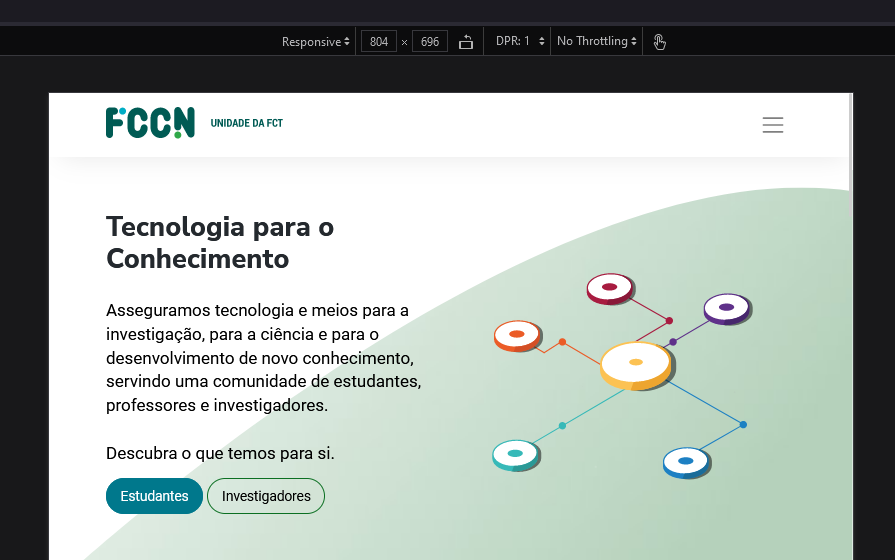 Responsive 804 × 696 DPR: 1 No Throttling
FCCN UNIDADE DA FCT
Tecnologia para o
Conhecimento
Asseguramos tecnologia e meios para a
investigação, para a ciência e para o
desenvolvimento de novo conhecimento,
servindo uma comunidade de estudantes,
professores e investigadores.
Descubra o que temos para si.
Estudantes Investigadores